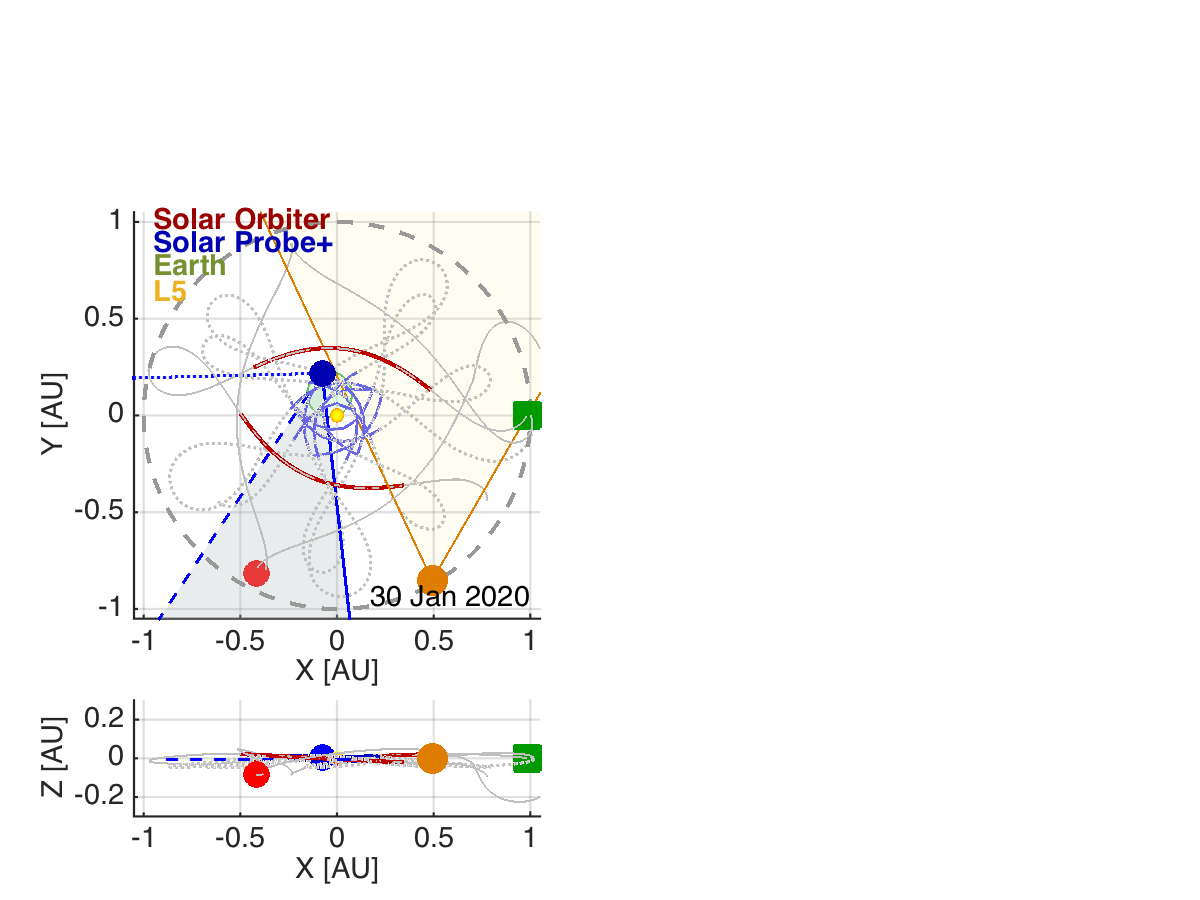 Solar Orbiter
Solar Probe+
Earth
L5
1
0.5
0
-0.5
-1
Y [AU]
30 Jan 2020
-1 -0.5 0 0.5 1
X [AU]
0.2
0
-0.2
Z [AU]
-1 -0.5 0 0.5 1
X [AU]